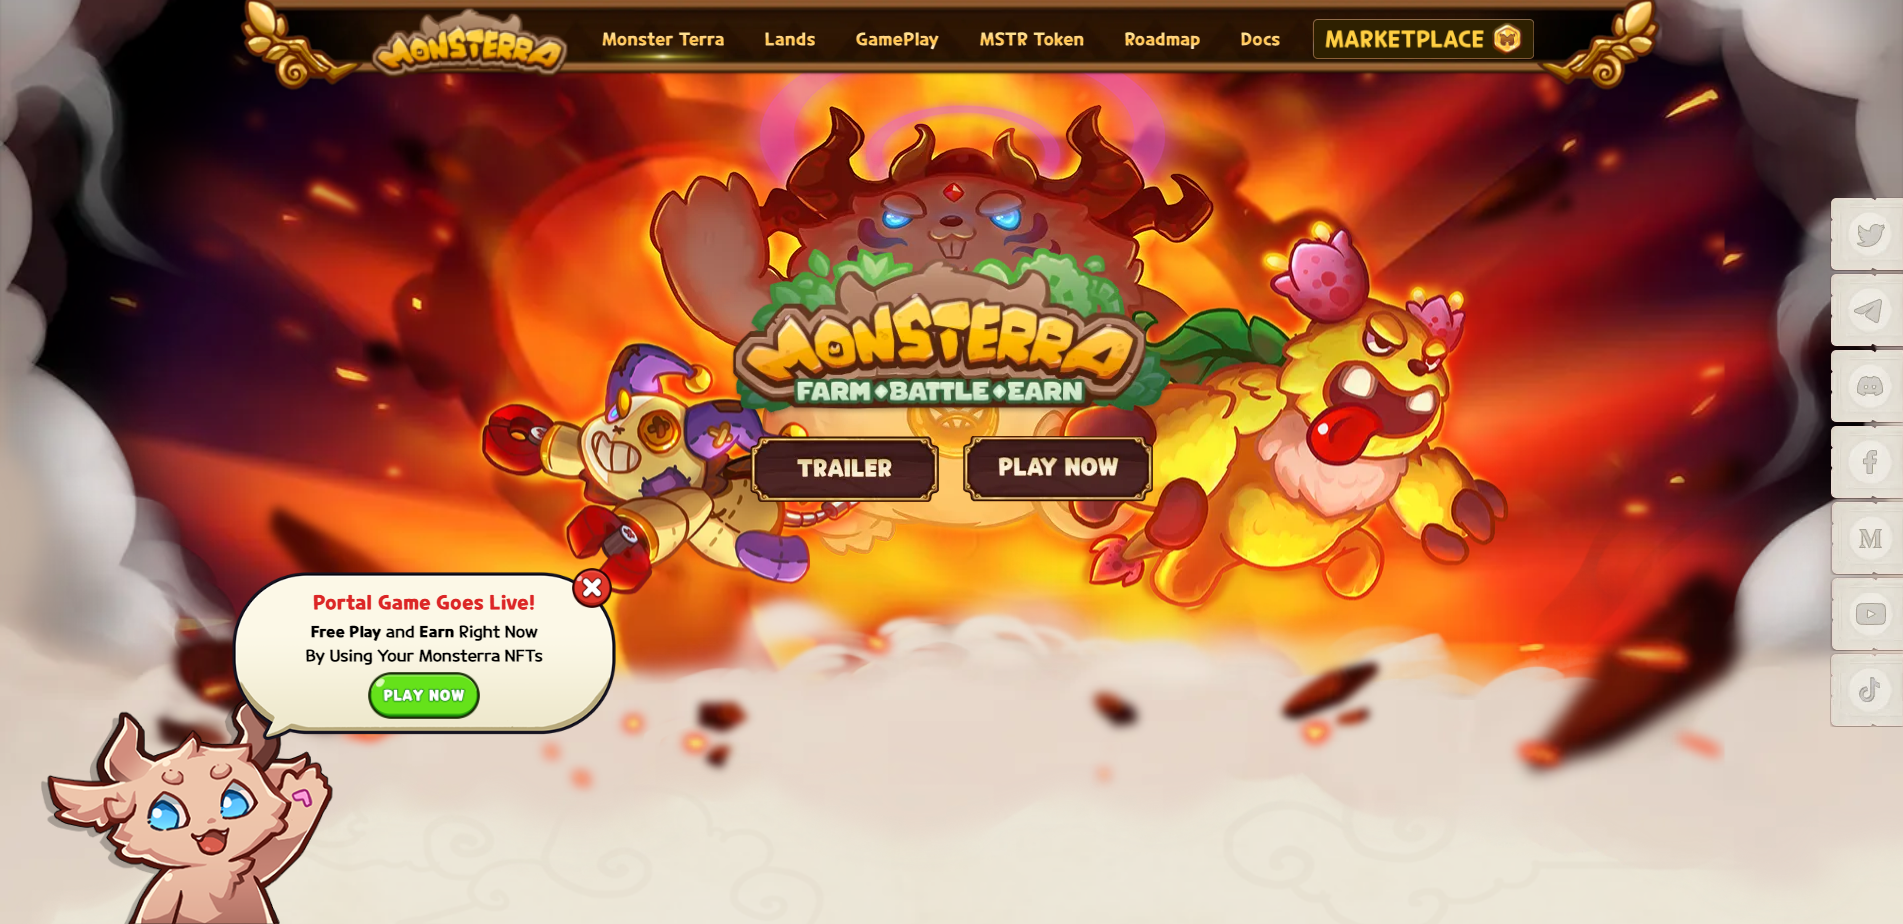 MONSTERRA
Monster Terra
Lands
GamePlay
MSTR Token
Roadmap
Docs
MARKETPLACE
MONSTERRA
FARM◆BATTLE◆EARN
TRAILER
PLAY NOW
Portal Game Goes Live!
Free Play and Earn Right Now
By Using Your Monsterra NFTs
PLAY NOW